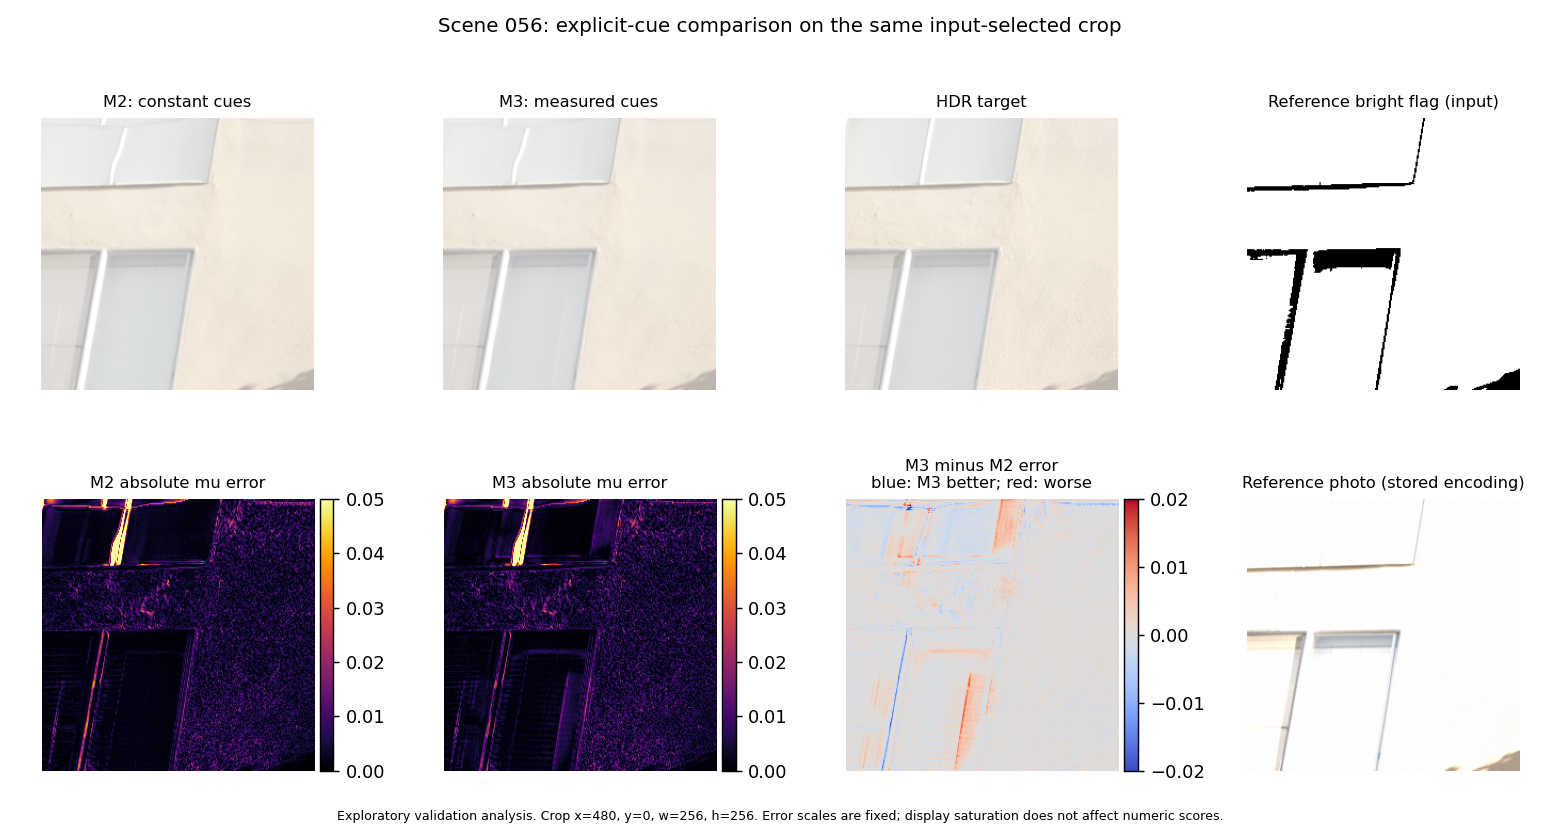 Scene 056: explicit-cue comparison on the same input-selected crop
M2: constant cues
M3: measured cues
HDR target
Reference bright flag (input)
M2 absolute mu error
0.05
0.04
0.03
0.02
0.01
0.00
M3 absolute mu error
0.05
0.04
0.03
0.02
0.01
0.00
M3 minus M2 error
blue: M3 better; red: worse
0.02
0.01
0.00
−0.01
−0.02
Reference photo (stored encoding)
Exploratory validation analysis. Crop x=480, y=0, w=256, h=256. Error scales are fixed; display saturation does not affect numeric scores.